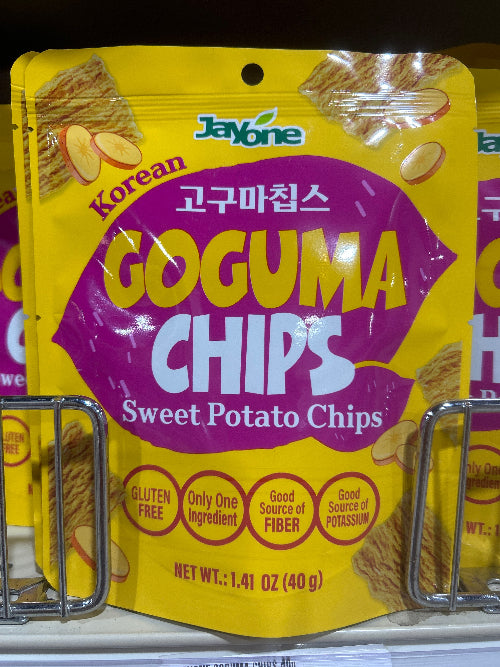 Jayone
Korean
고구마칩스
GOGUMA
CHIPS
Sweet Potato Chips
GLUTEN
FREE
Only One
Ingredient
Good
Source of
FIBER
Good
Source of
POTASSIUM
NET WT.: 1.41 OZ (40 g)